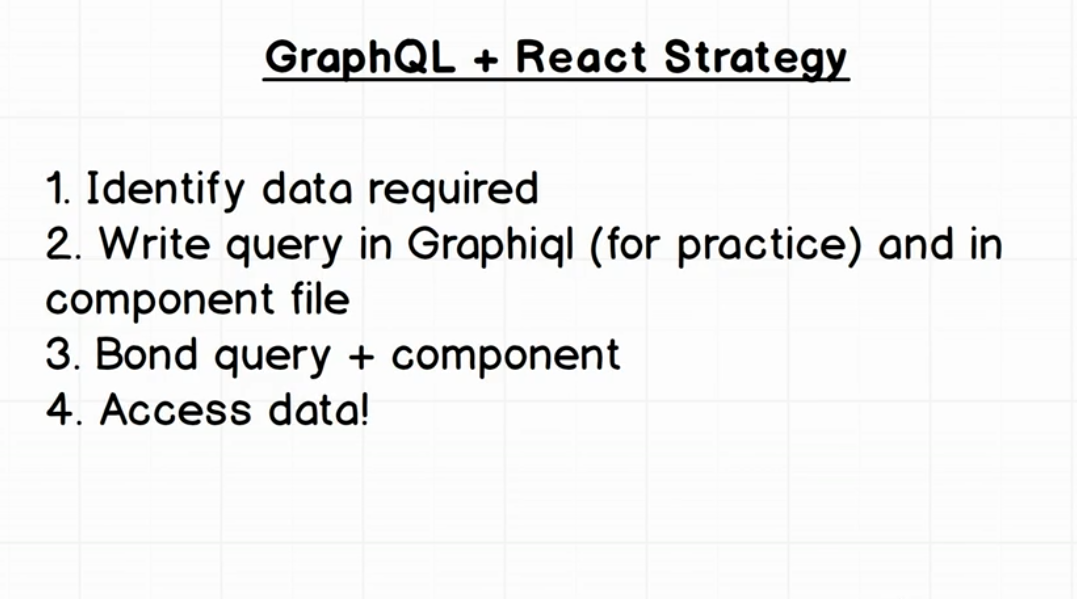 GraphQL + React Strategy
1. Identify data required
2. Write query in Graphiql (for practice) and in
component file
3. Bond query + component
4. Access data!